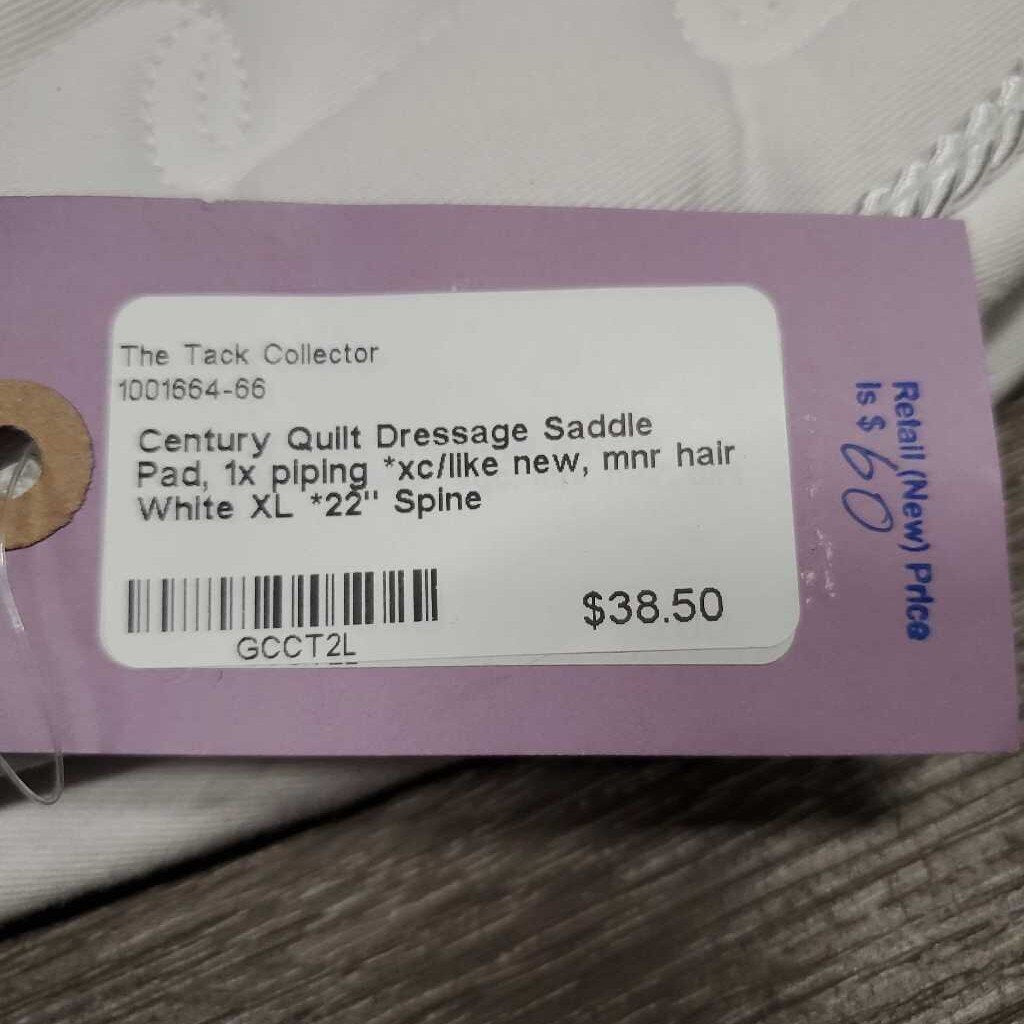 The Tack Collector
1001664-66
Century Quilt Dressage Saddle
Pad, 1x piping *xc/like new, mnr hair
White XL *22" Spine
GCCT2L
$38.50
Retail (New) Price
Is $ 60